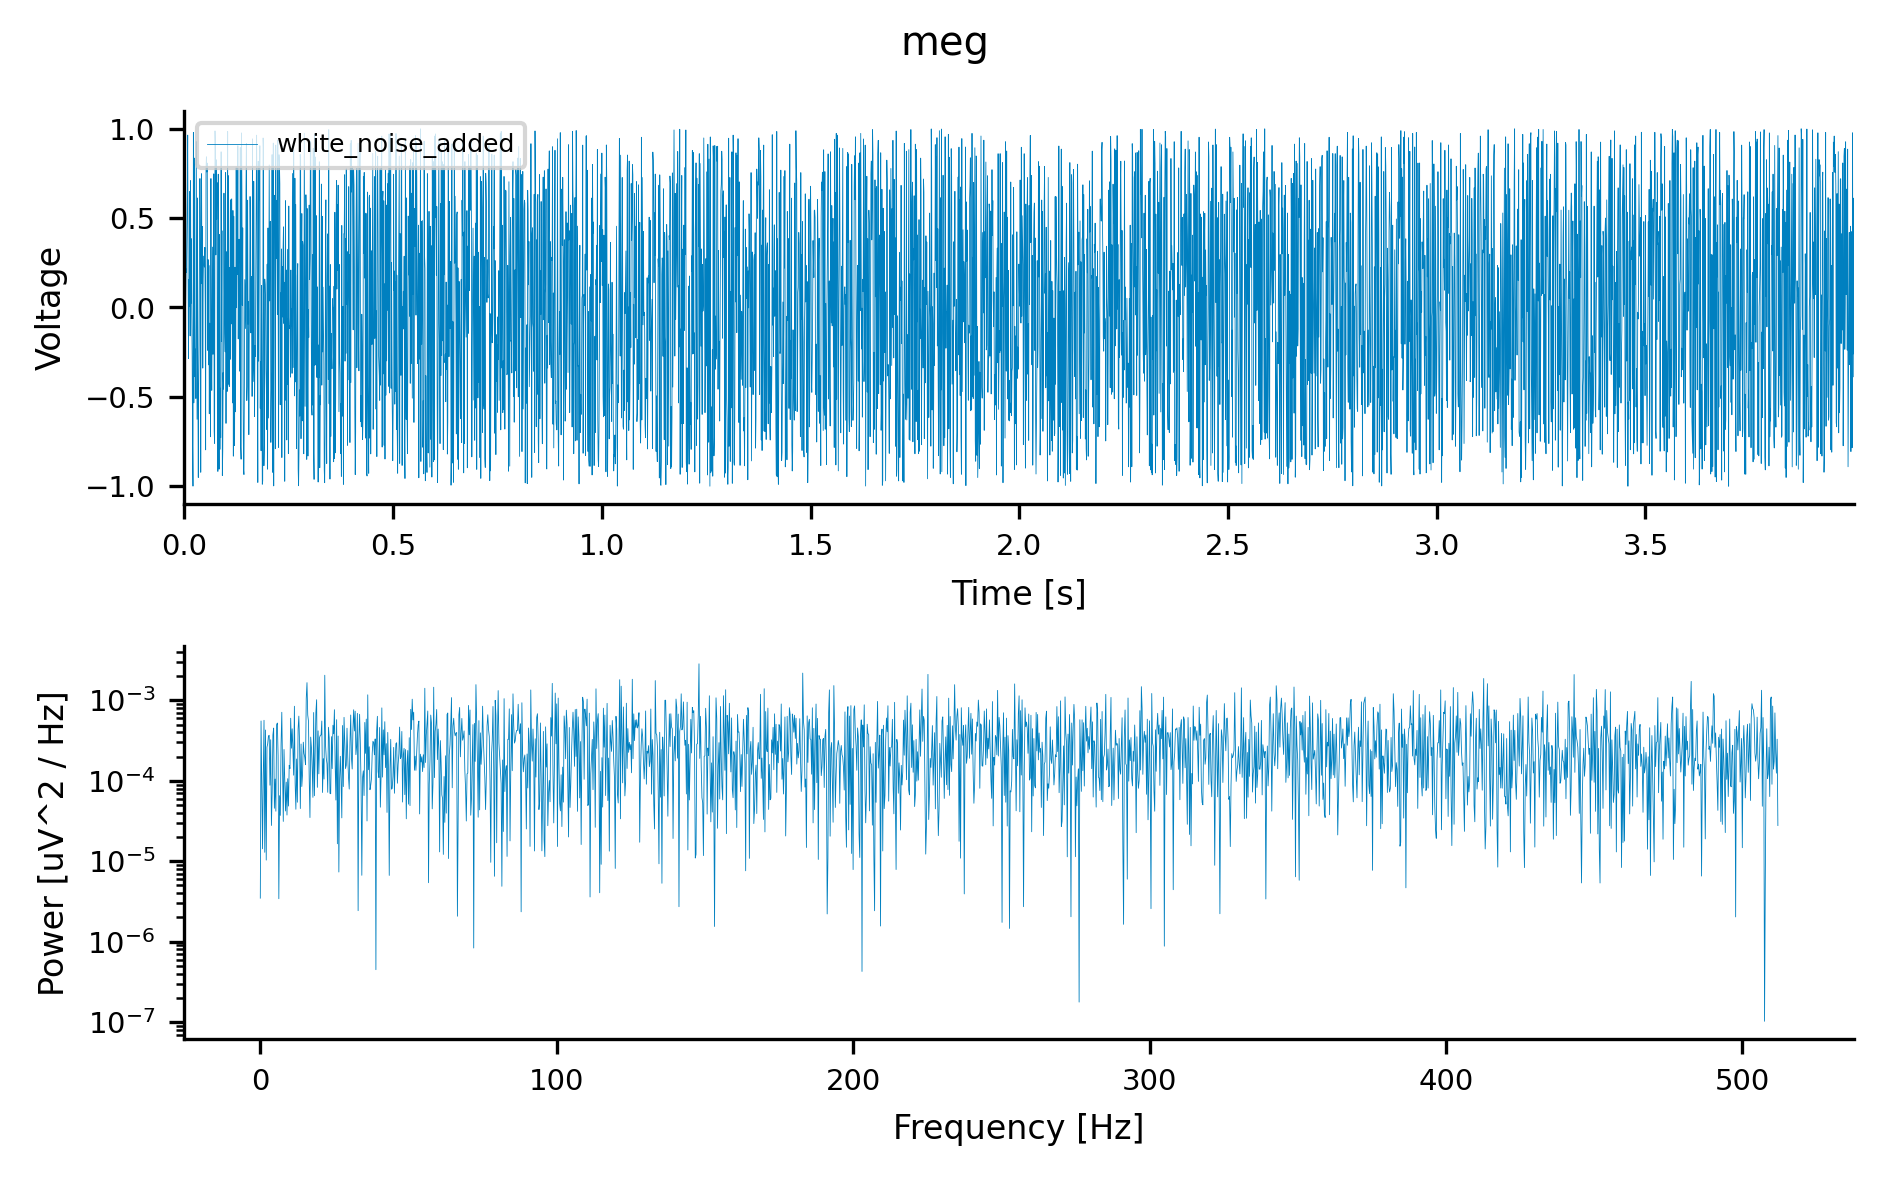 meg
white_noise_added
Voltage
1.0
0.5
0.0
−0.5
−1.0
0.0 0.5 1.0 1.5 2.0 2.5 3.0 3.5
Time [s]
Power [uV^2 / Hz]
10⁻³
10⁻⁴
10⁻⁵
10⁻⁶
10⁻⁷
0 100 200 300 400 500
Frequency [Hz]